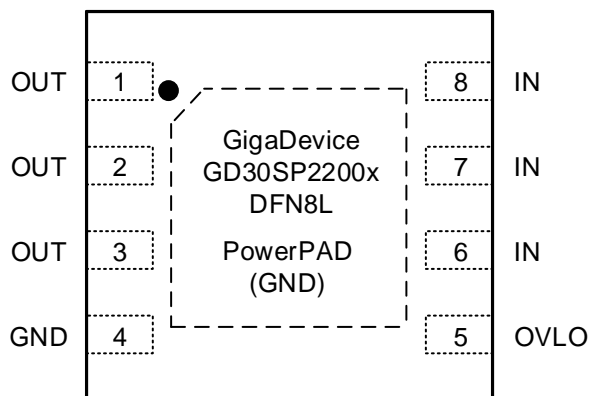 OUT 1 8 IN
GigaDevice
OUT 2 GD30SP2200x 7 IN
DFN8L
OUT 3 PowerPAD 6 IN
(GND)
GND 4 5 OVLO